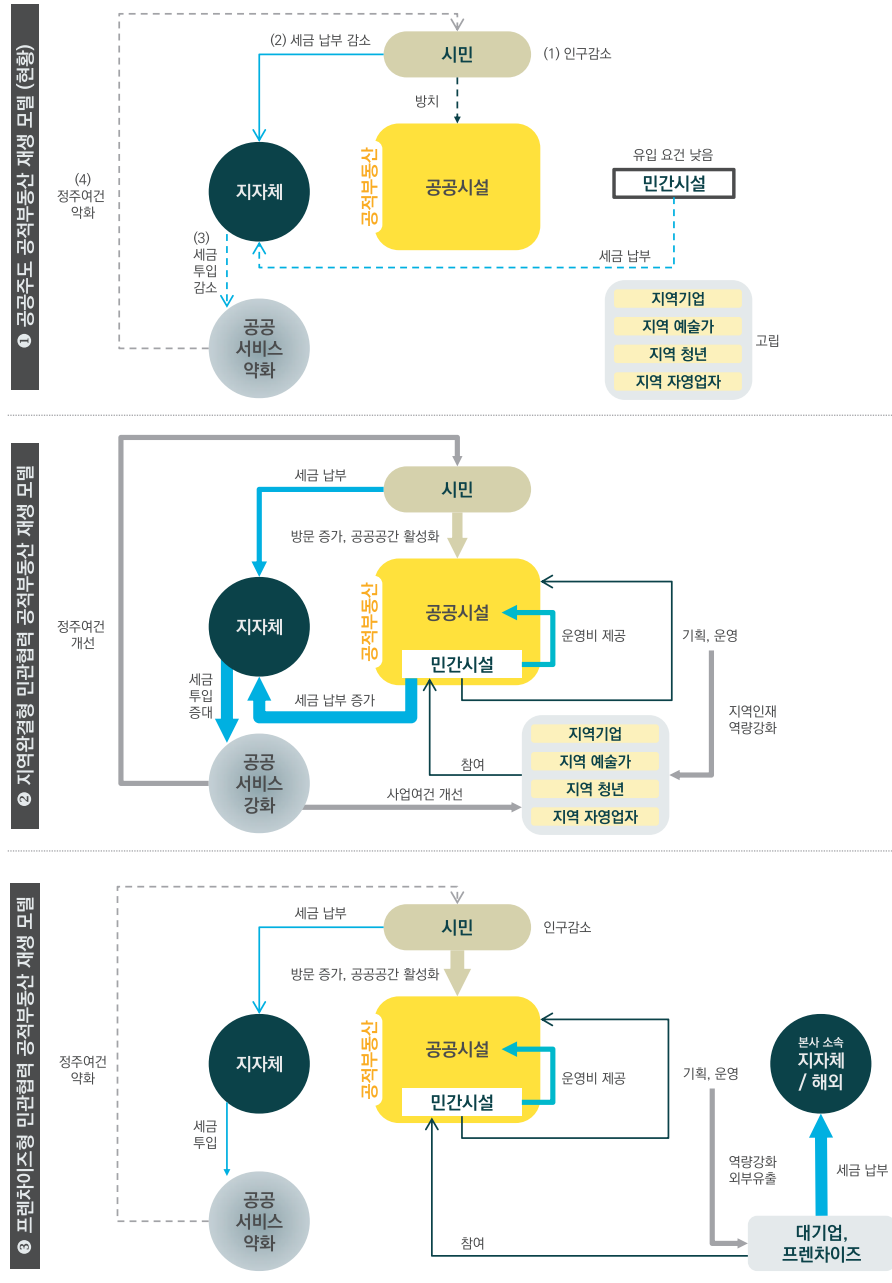 ❶ 공공주도 공적부동산 재생 모델 (현황)
(2) 세금 납부 감소
시민
(1) 인구감소
방치
공적부동산
공공시설
지자체
유입 요건 낮음
민간시설
(4)
정주여건
악화
(3)
세금
투입
감소
세금 납부
공공
서비스
약화
지역기업
지역 예술가
지역 청년
지역 자영업자
고립
❷ 지역완결형 민관협력 공적부동산 재생 모델
세금 납부
시민
방문 증가, 공공공간 활성화
공적부동산
공공시설
지자체
정주여건
개선
운영비 제공
기획, 운영
민간시설
세금
투입
증대
세금 납부 증가
지역인재
역량강화
공공
서비스
강화
참여
사업여건 개선
지역기업
지역 예술가
지역 청년
지역 자영업자
❸ 프렌차이즈형 민관협력 공적부동산 재생 모델
세금 납부
시민
인구감소
방문 증가, 공공공간 활성화
공적부동산
공공시설
지자체
정주여건
약화
운영비 제공
기획, 운영
본사 소속
지자체
/ 해외
민간시설
세금
투입
역량강화
외부유출
세금 납부
공공
서비스
약화
참여
대기업,
프렌차이즈